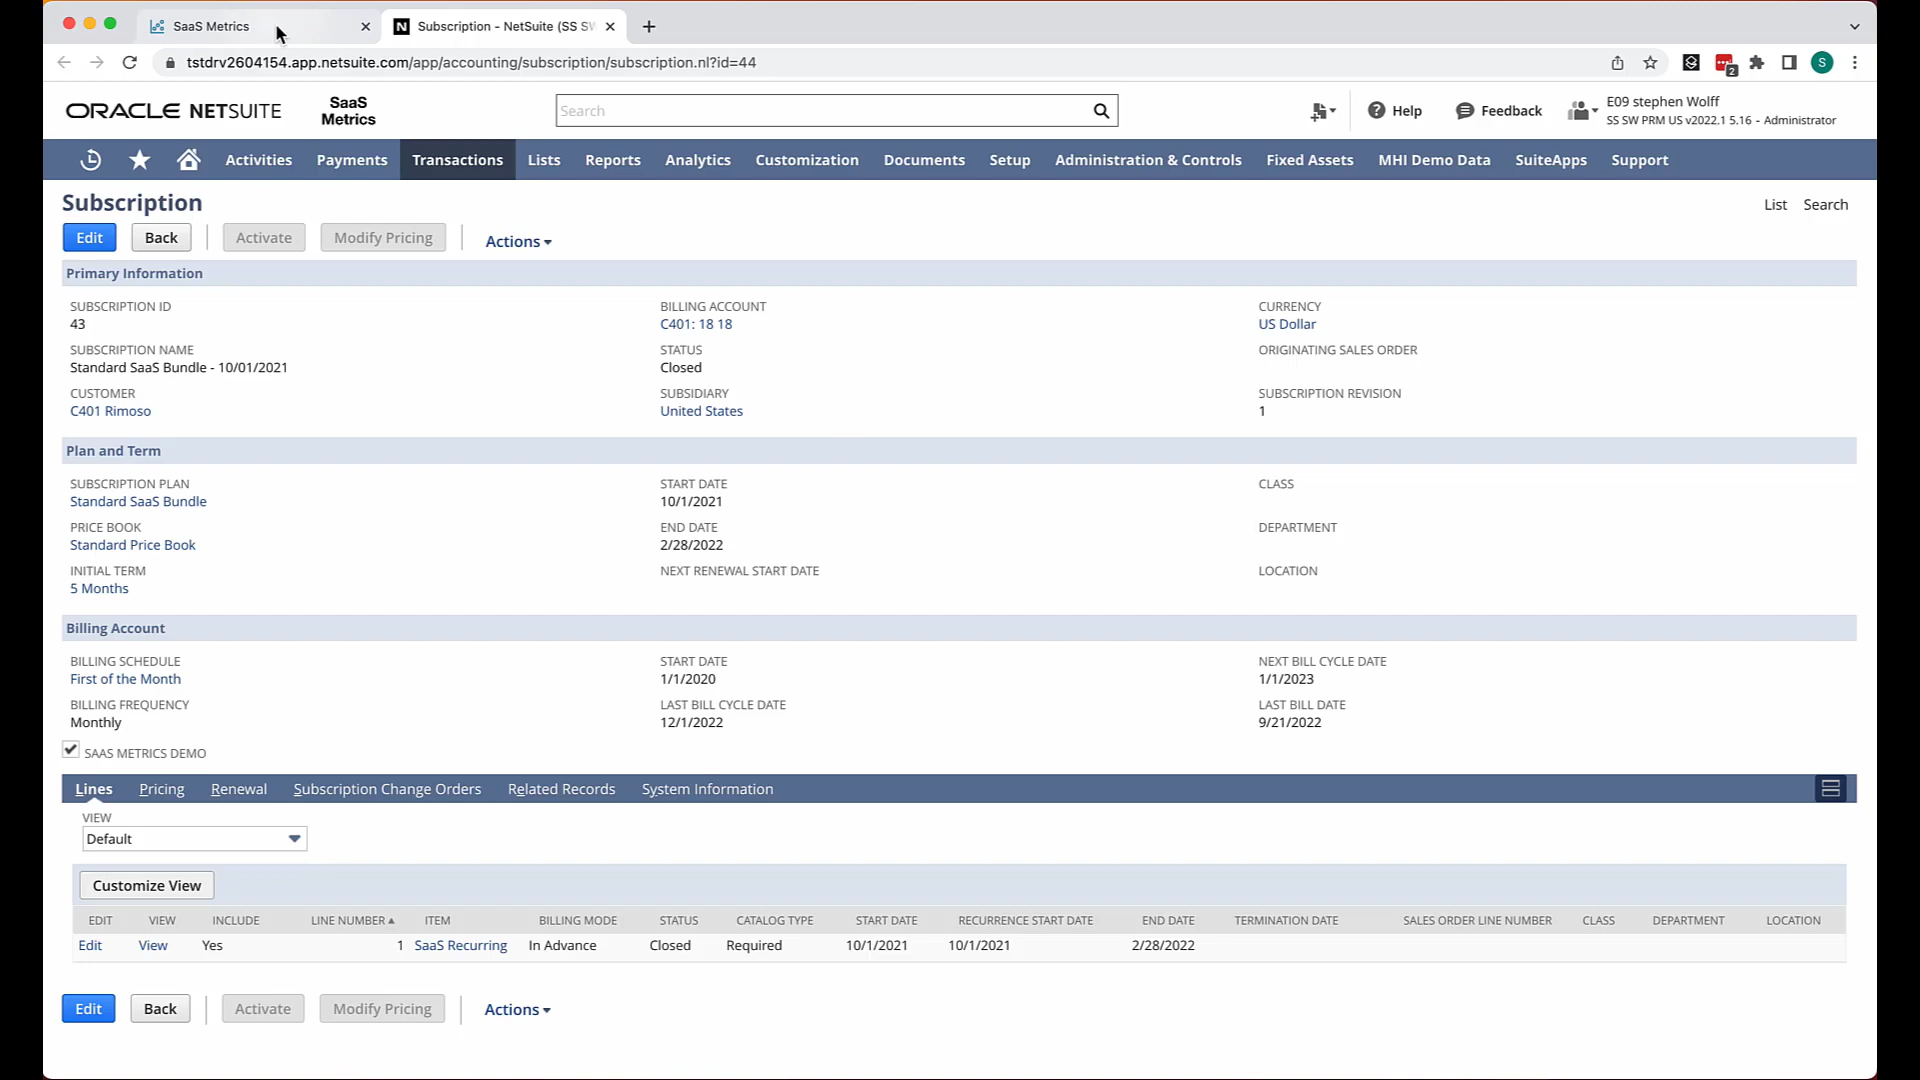 SaaS Metrics
Subscription - NetSuite (SS SW
tstdrv2604154.app.netsuite.com/app/accounting/subscription/subscription.nl?id=44
2
S
ORACLE NETSUITE
SaaS
Metrics
Search
Help
Feedback
E09 stephen Wolff
SS SW PRM US v2022.1 5.16 - Administrator
Activities Payments Transactions Lists Reports Analytics Customization Documents Setup Administration & Controls Fixed Assets MHI Demo Data SuiteApps Support
Subscription
List Search
Edit Back Activate Modify Pricing Actions
Primary Information
SUBSCRIPTION ID
43
SUBSCRIPTION NAME
Standard SaaS Bundle - 10/01/2021
CUSTOMER
C401 Rimoso
BILLING ACCOUNT
C401: 18 18
STATUS
Closed
SUBSIDIARY
United States
CURRENCY
US Dollar
ORIGINATING SALES ORDER
SUBSCRIPTION REVISION
1
Plan and Term
SUBSCRIPTION PLAN
Standard SaaS Bundle
PRICE BOOK
Standard Price Book
INITIAL TERM
5 Months
START DATE
10/1/2021
END DATE
2/28/2022
NEXT RENEWAL START DATE
CLASS
DEPARTMENT
LOCATION
Billing Account
BILLING SCHEDULE
First of the Month
BILLING FREQUENCY
Monthly
SAAS METRICS DEMO
START DATE
1/1/2020
LAST BILL CYCLE DATE
12/1/2022
NEXT BILL CYCLE DATE
1/1/2023
LAST BILL DATE
9/21/2022
Lines Pricing Renewal Subscription Change Orders Related Records System Information
VIEW
Default
Customize View
EDIT VIEW INCLUDE LINE NUMBER ITEM BILLING MODE STATUS CATALOG TYPE START DATE RECURRENCE START DATE END DATE TERMINATION DATE SALES ORDER LINE NUMBER CLASS DEPARTMENT LOCATION
Edit View Yes 1 SaaS Recurring In Advance Closed Required 10/1/2021 10/1/2021 2/28/2022
Edit Back Activate Modify Pricing Actions